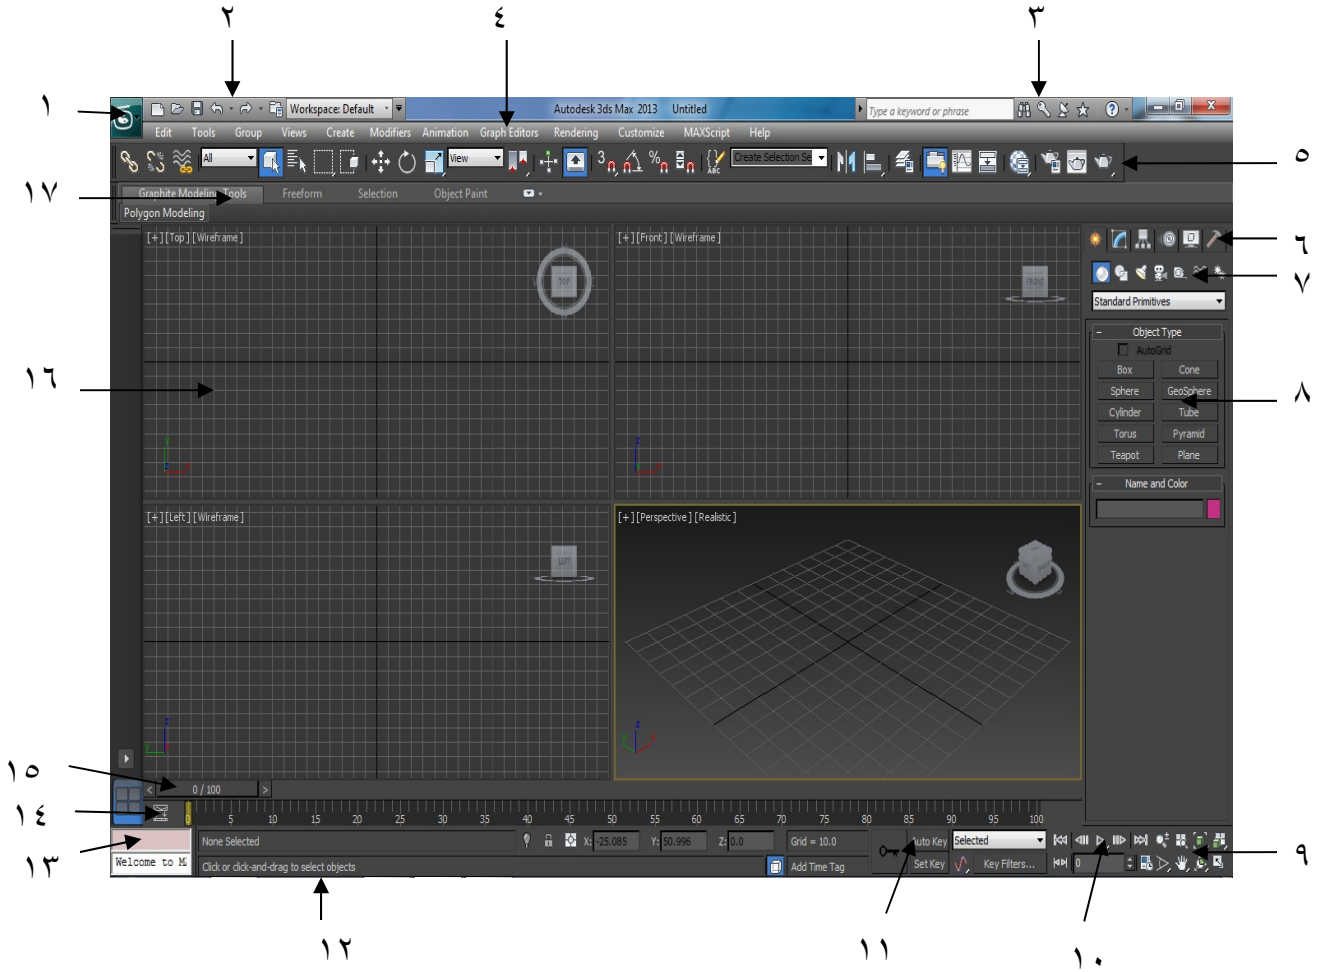 ٢
٤
٣
١
Workspace: Default
Autodesk 3ds Max 2013 Untitled
Type a keyword or phrase
Edit Tools Group Views Create Modifiers Animation Graph Editors Rendering Customize MAXScript Help
All
View
3
%
ABC
Create Selection Se
٥
١٧
Graphite Modeling Tools Freeform Selection Object Paint
Polygon Modeling
[+][Top][Wireframe]
TOP
[+][Front][Wireframe]
FRONT
٦
٧
Standard Primitives
Object Type
AutoGrid
Box Cone
Sphere GeoSphere
Cylinder Tube
Torus Pyramid
Teapot Plane
٨
١٦
Name and Color
[+][Left][Wireframe]
LEFT
[+][Perspective][Realistic]
١٥
< 0 / 100 >
١٤
0 5 10 15 20 25 30 35 40 45 50 55 60 65 70 75 80 85 90 95 100
None Selected
X: -25.085 Y: 50.996 Z: 0.0 Grid = 10.0
Auto Key Selected
١٣
Welcome to M
Click or click-and-drag to select objects
Add Time Tag
Set Key Key Filters...
0
٩
١٢
١١
١٠